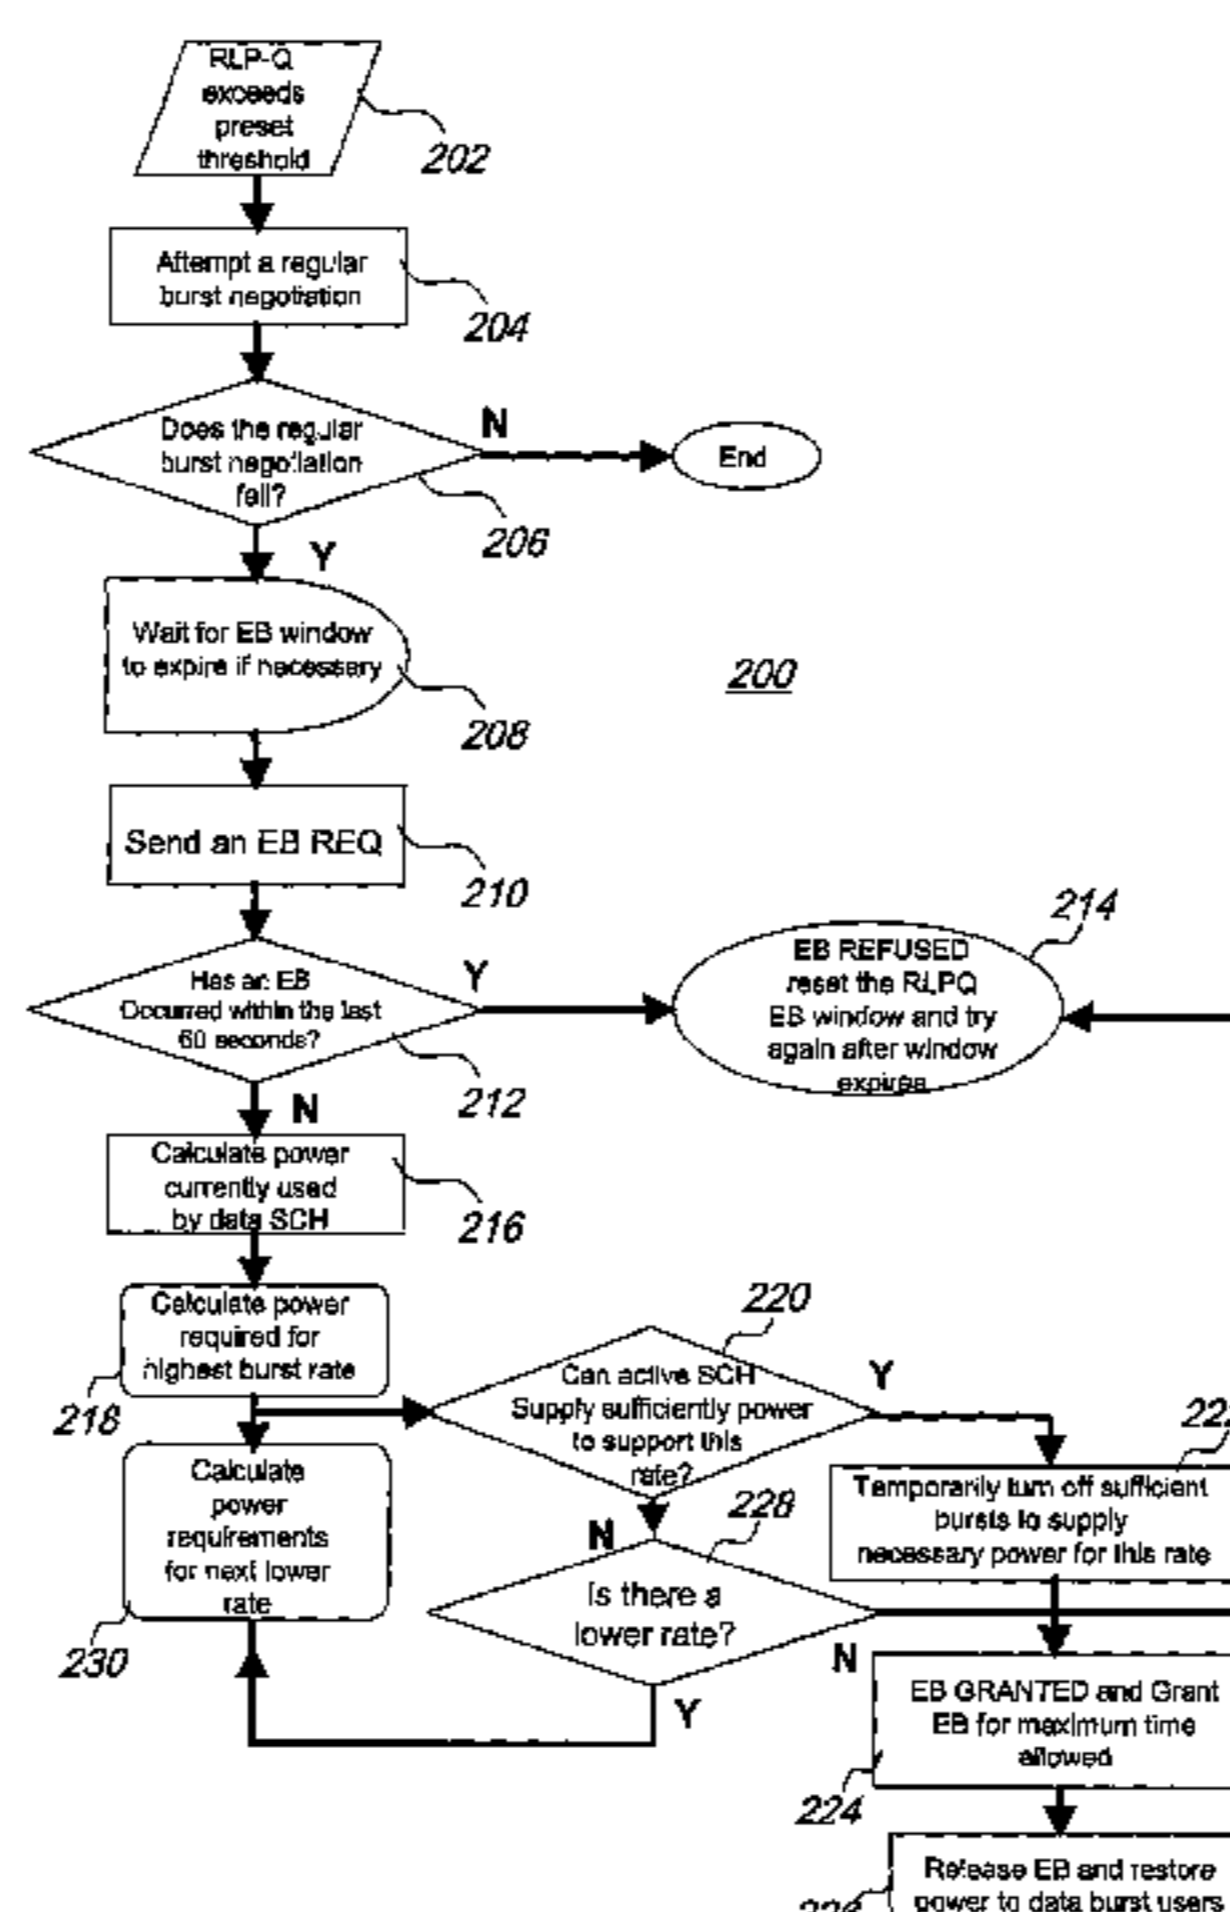 RLP-Q
exceeds
preset
threshold
202
Attempt a regular
burst negotiation
204
Does the regular
burst negotiation
fail?
N
End
206
Y
Wait for EB window
to expire if necessary
200
208
Send an EB REQ
210
214
Has an EB
Occurred within the last
60 seconds?
Y
EB REFUSED
reset the RLPQ
EB window and try
again after window
expires
212
N
Calculate power
currently used
by data SCH
216
Calculate power
required for
highest burst rate
218
220
Can active SCH
Supply sufficiently power
to support this
rate?
Y
Temporarily turn off sufficient
bursts to supply
necessary power for this rate
Calculate
power
requirements
for next lower
rate
230
N
228
Is there a
lower rate?
N
Y
EB GRANTED and Grant
EB for maximum time
allowed
224
Release EB and restore
power to data burst users